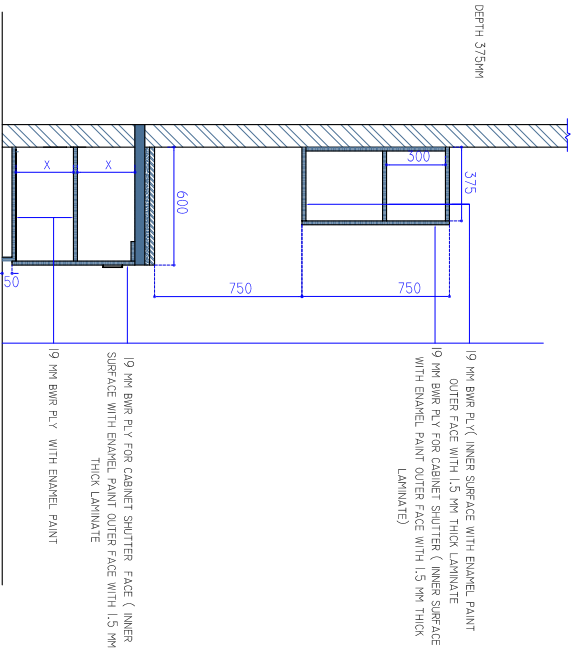 DEPTH 375MM
300
375
X
X
600
50
750
750
19 MM BWR PLY( INNER SURFACE WITH ENAMEL PAINT
OUTER FACE WITH 1.5 MM THICK LAMINATE
19 MM BWR PLY FOR CABINET SHUTTER ( INNER SURFACE
WITH ENAMEL PAINT OUTER FACE WITH 1.5 MM THICK
LAMINATE)
19 MM BWR PLY FOR CABINET SHUTTER FACE ( INNER
SURFACE WITH ENAMEL PAINT OUTER FACE WITH 1.5 MM
THICK LAMINATE
19 MM BWR PLY WITH ENAMEL PAINT